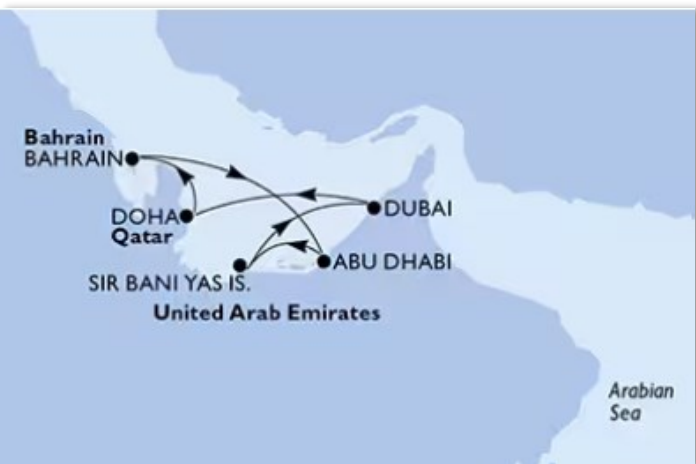 Bahrain
BAHRAIN
DOHA
Qatar
DUBAI
ABU DHABI
SIR BANI YAS IS.
United Arab Emirates
Arabian
Sea